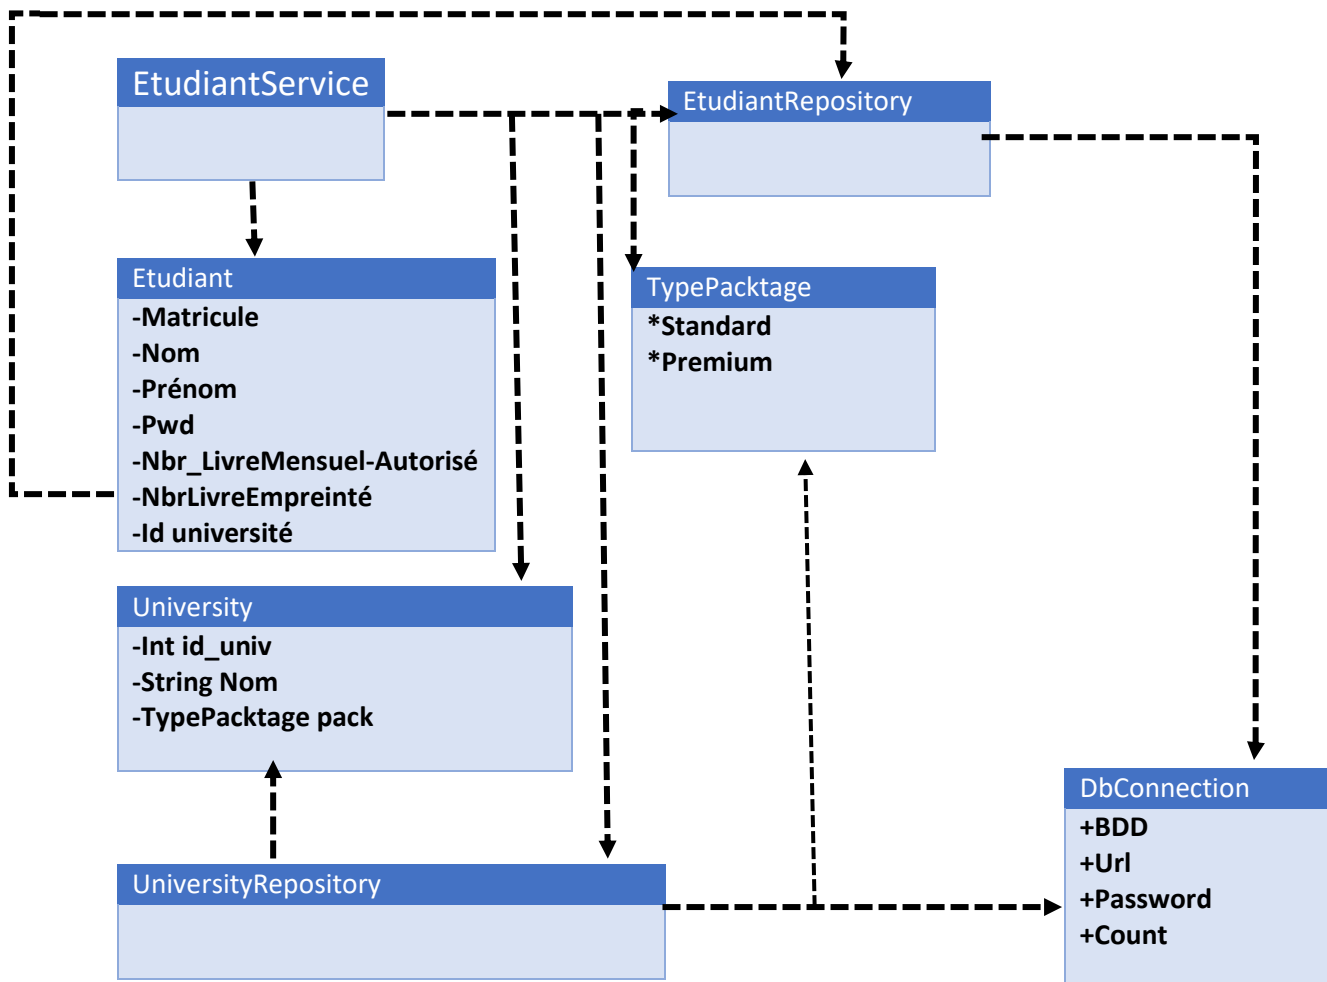 EtudiantService
EtudiantRepository
Etudiant
-Matricule
-Nom
-Prénom
-Pwd
-Nbr_LivreMensuel-Autorisé
-NbrLivreEmpreinté
-Id université
TypePacktage
*Standard
*Premium
University
-Int id_univ
-String Nom
-TypePacktage pack
UniversityRepository
DbConnection
+BDD
+Url
+Password
+Count